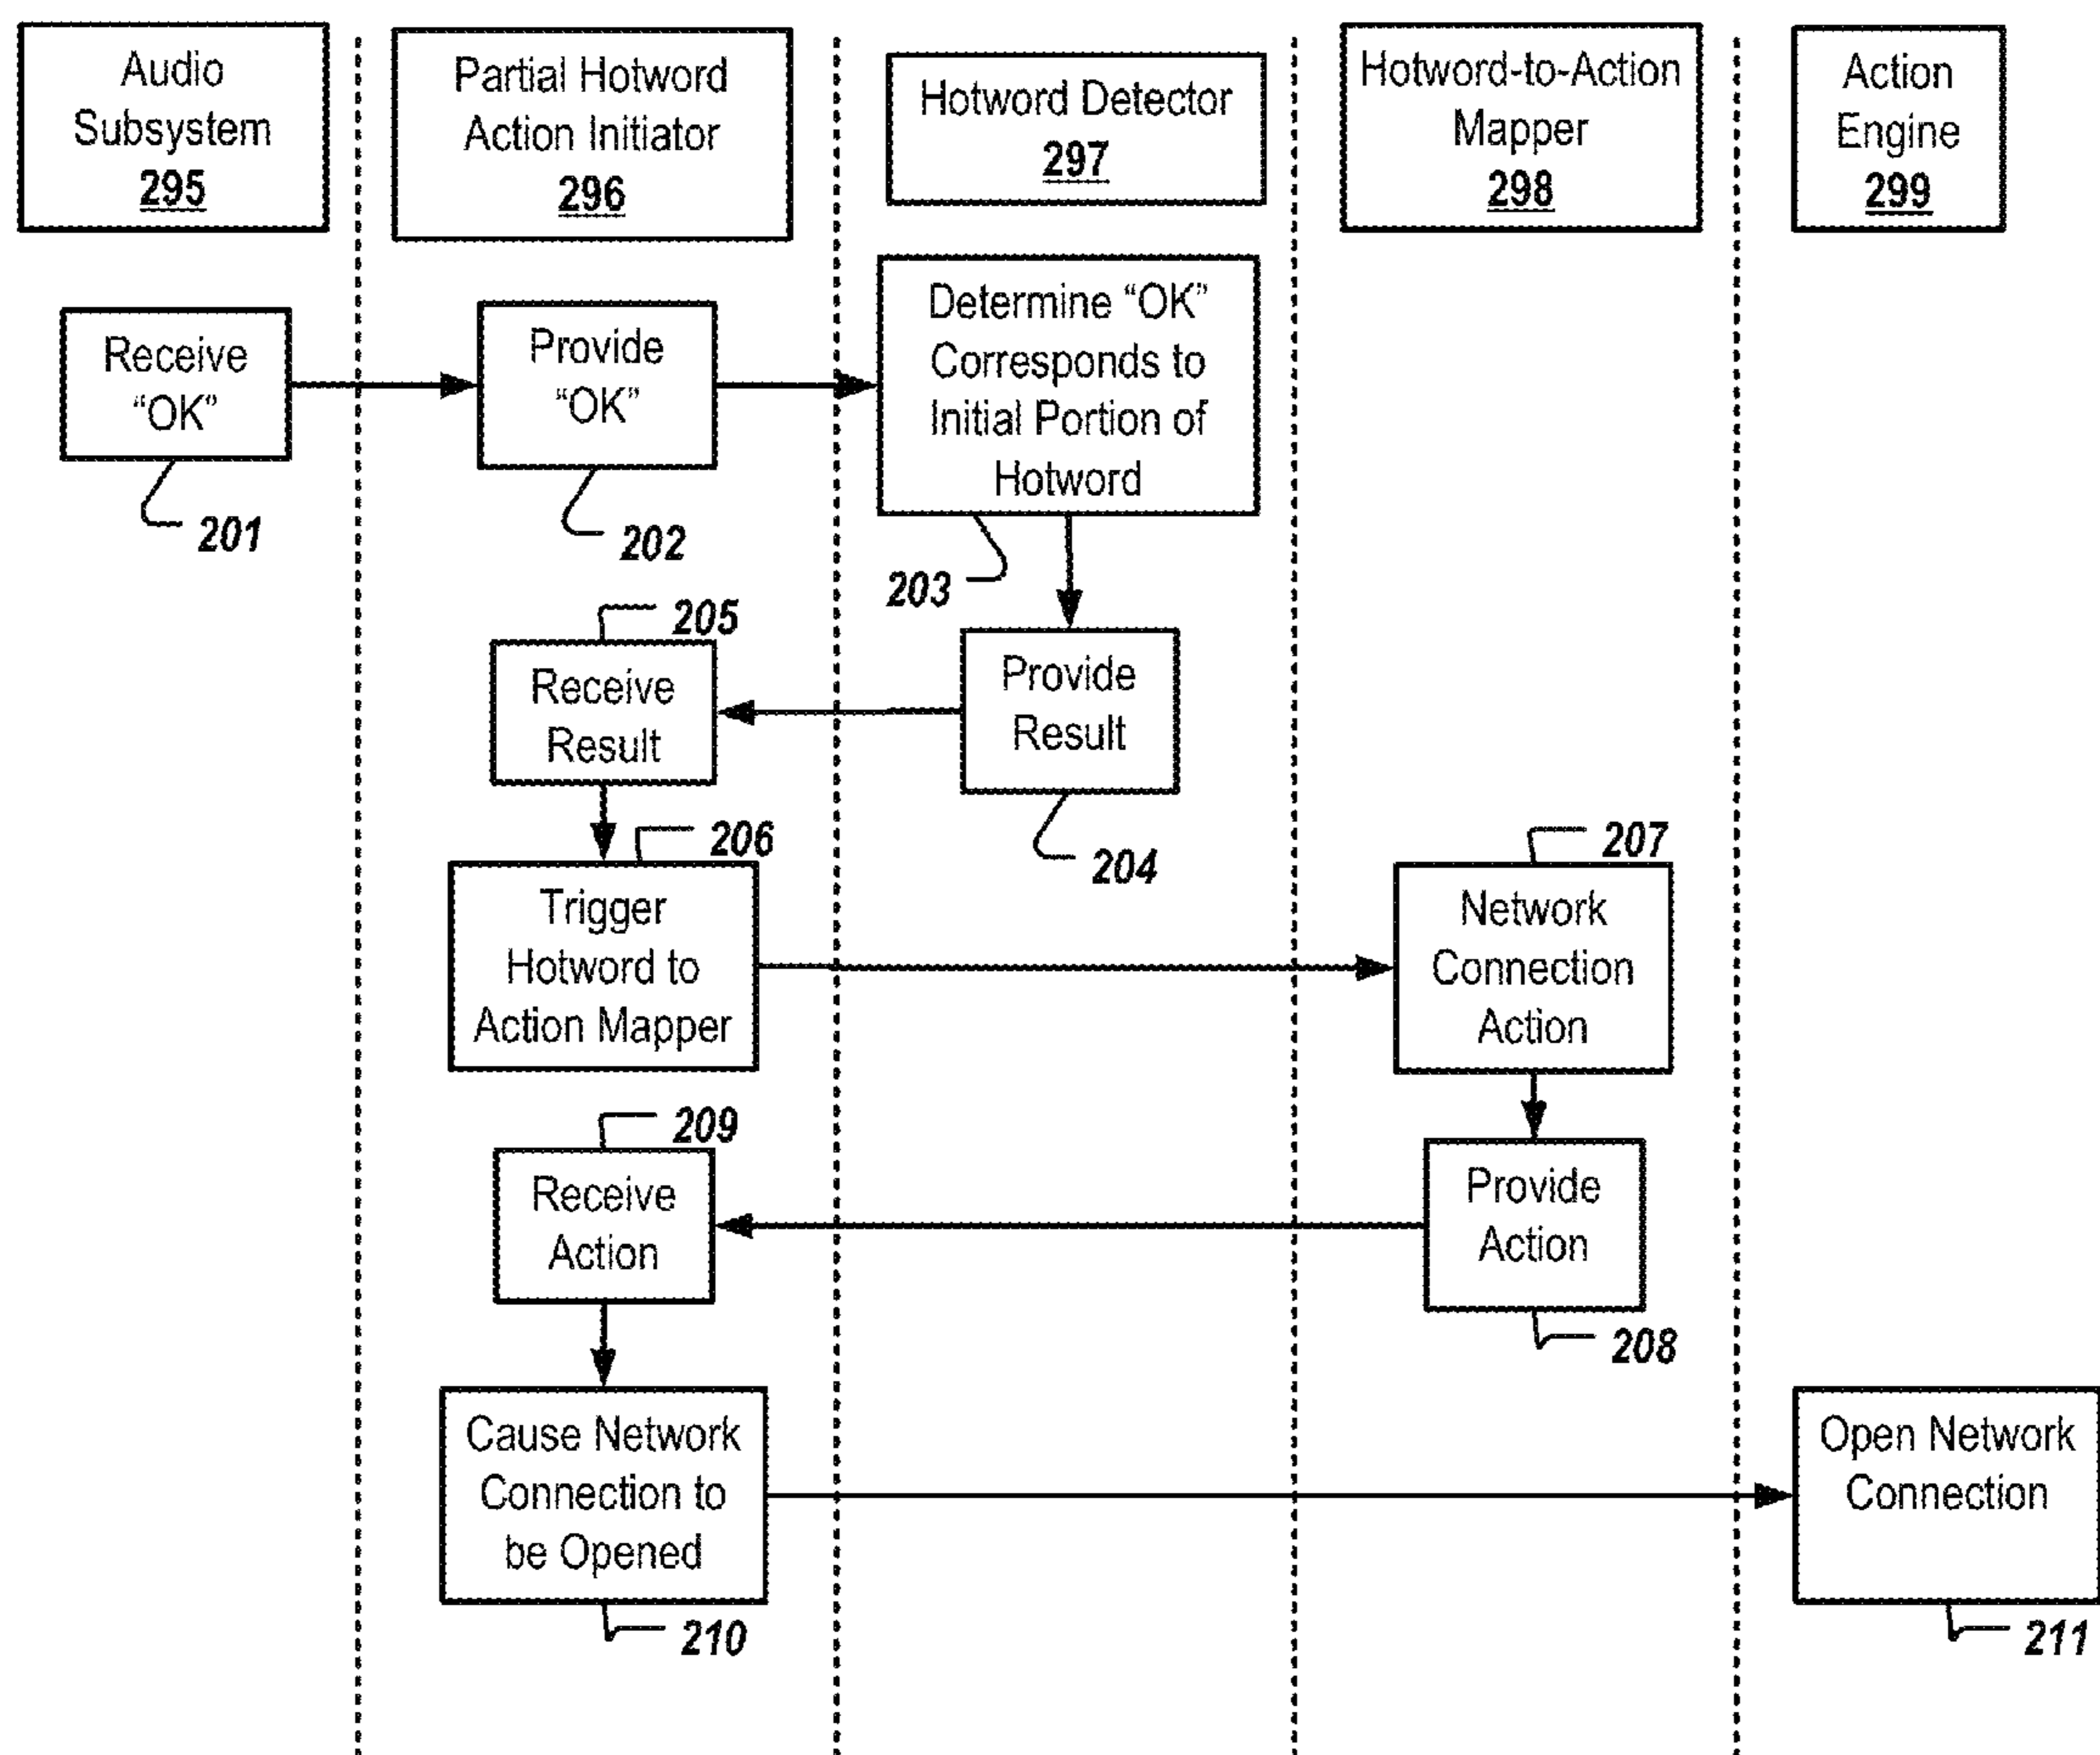 Audio
Subsystem
295
Partial Hotword
Action Initiator
296
Hotword Detector
297
Hotword-to-Action
Mapper
298
Action
Engine
299
Receive
“OK”
201
Provide
“OK”
202
Determine “OK”
Corresponds to
Initial Portion of
Hotword
203
Provide
Result
204
205
Receive
Result
206
Trigger
Hotword to
Action Mapper
207
Network
Connection
Action
Provide
Action
208
209
Receive
Action
Cause Network
Connection to
be Opened
210
Open Network
Connection
211